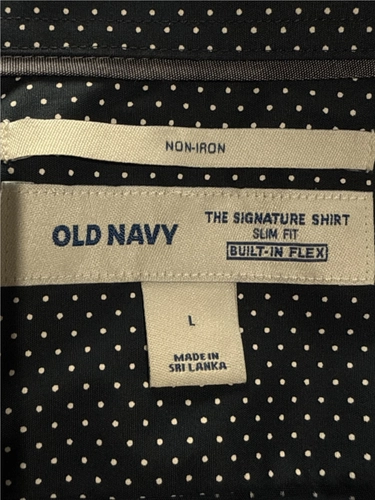 NON-IRON
OLD NAVY
THE SIGNATURE SHIRT
SLIM FIT
BUILT-IN FLEX
L
MADE IN
SRI LANKA